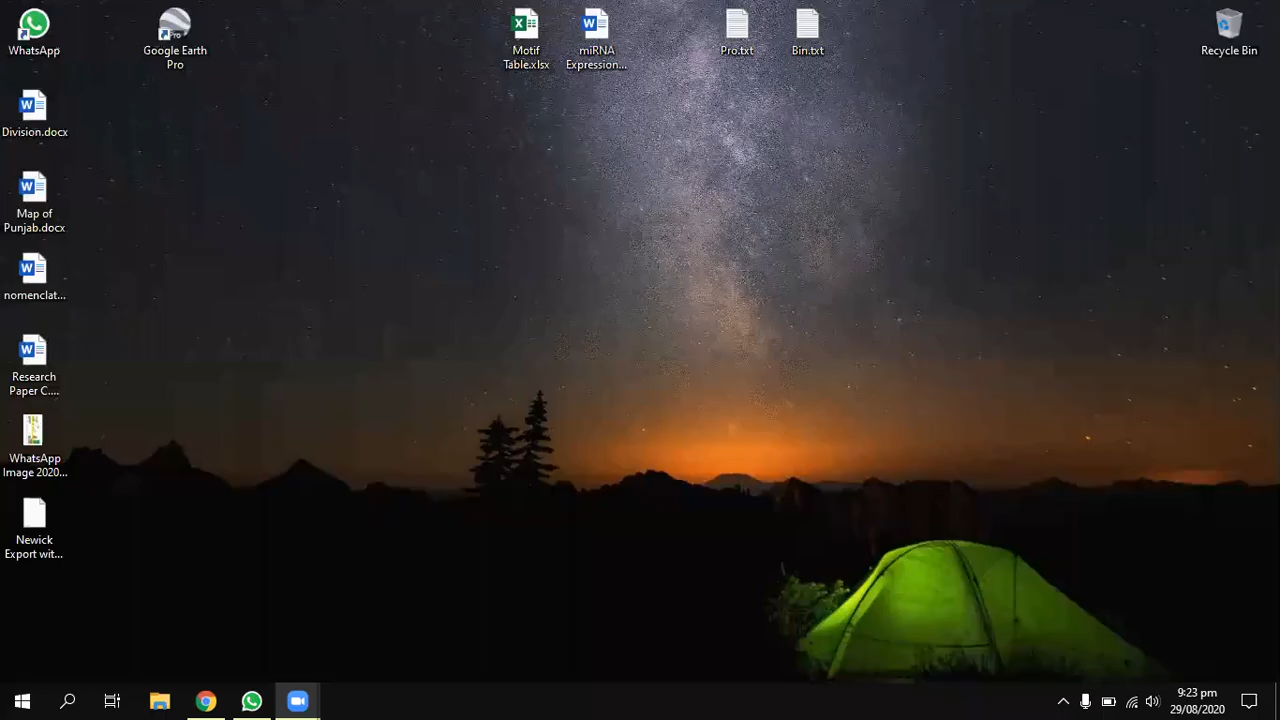 WhatsApp
Google Earth
Pro
Motif
Table.xlsx
miRNA
Expression...
Pro.txt
Bin.txt
Recycle Bin
Division.docx
Map of
Punjab.docx
nomenclat...
Research
Paper C....
WhatsApp
Image 2020...
Newick
Export wit...
9:23 pm
29/08/2020